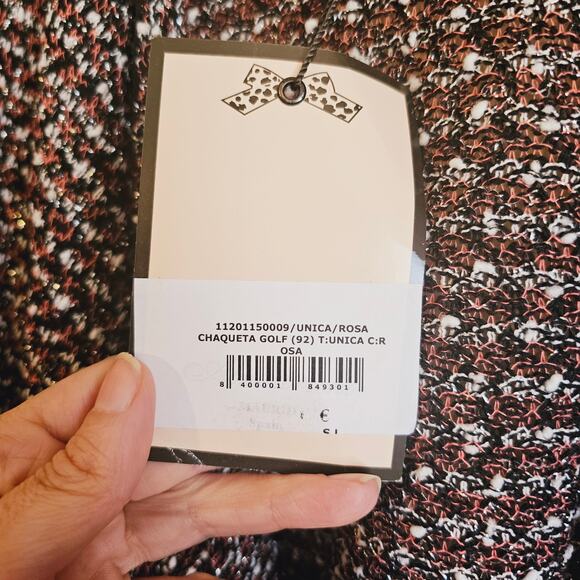 11201150009/UNICA/ROSA
CHAQUETA GOLF (92) T:UNICA C:R
OSA
8 400001 849301
€